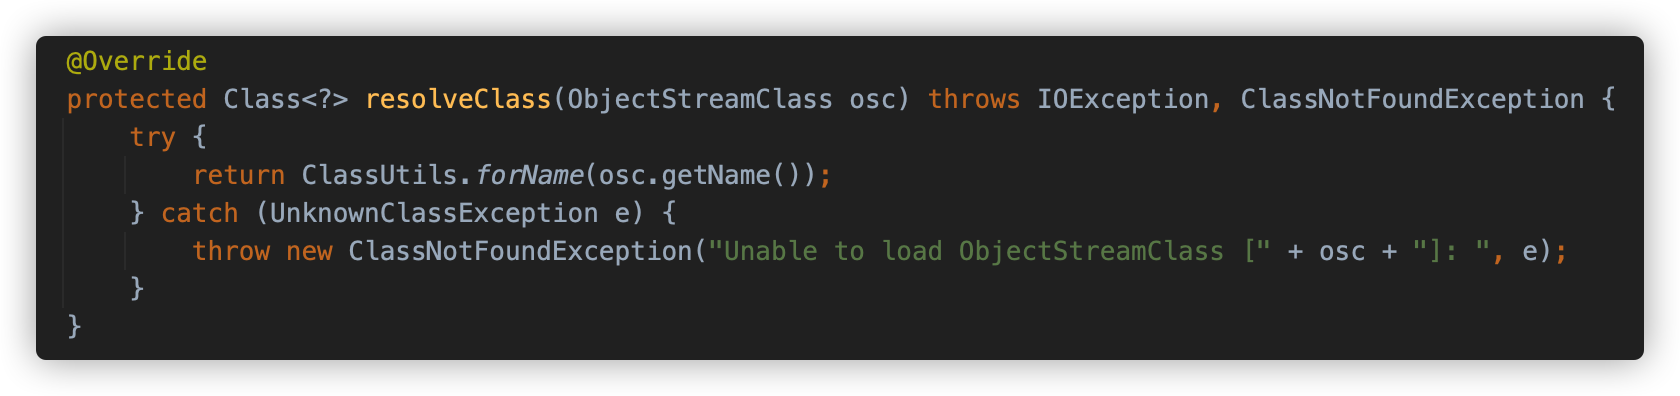 @Override
protected Class<?> resolveClass(ObjectStreamClass osc) throws IOException, ClassNotFoundException {
    try {
        return ClassUtils.forName(osc.getName());
    } catch (UnknownClassException e) {
        throw new ClassNotFoundException("Unable to load ObjectStreamClass [" + osc + "]: ", e);
    }
}